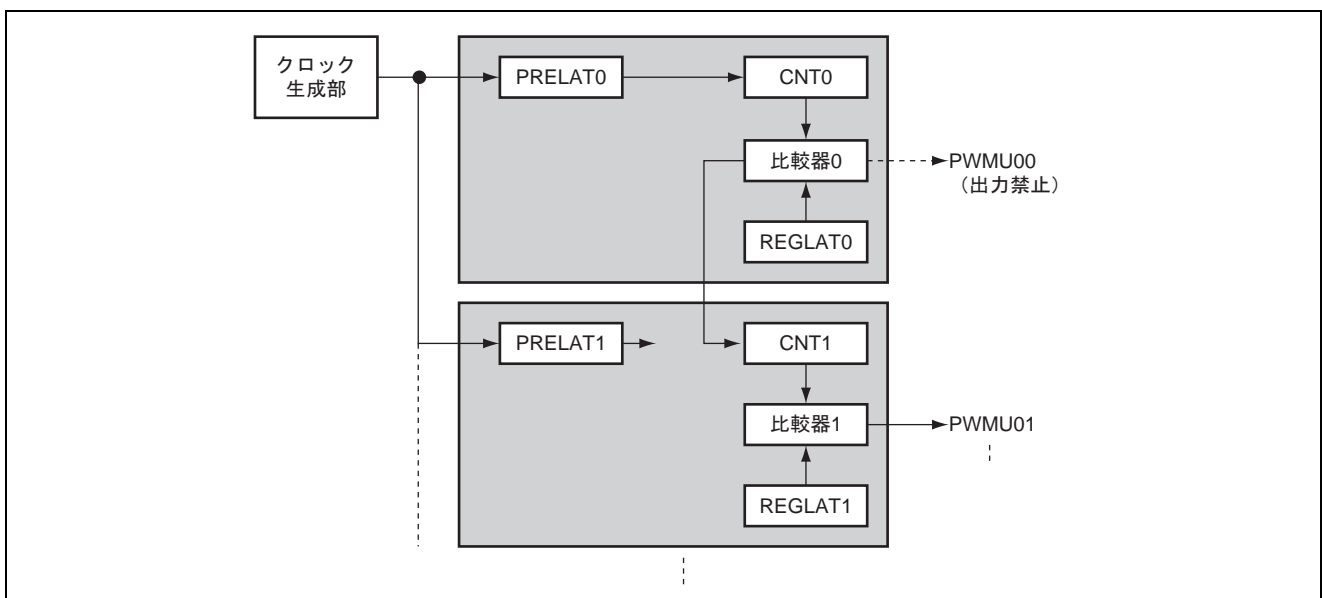 クロック
生成部
PRELAT0
CNT0
比較器0
PWMU00
（出力禁止）
REGLAT0
PRELAT1
CNT1
比較器1
PWMU01
REGLAT1